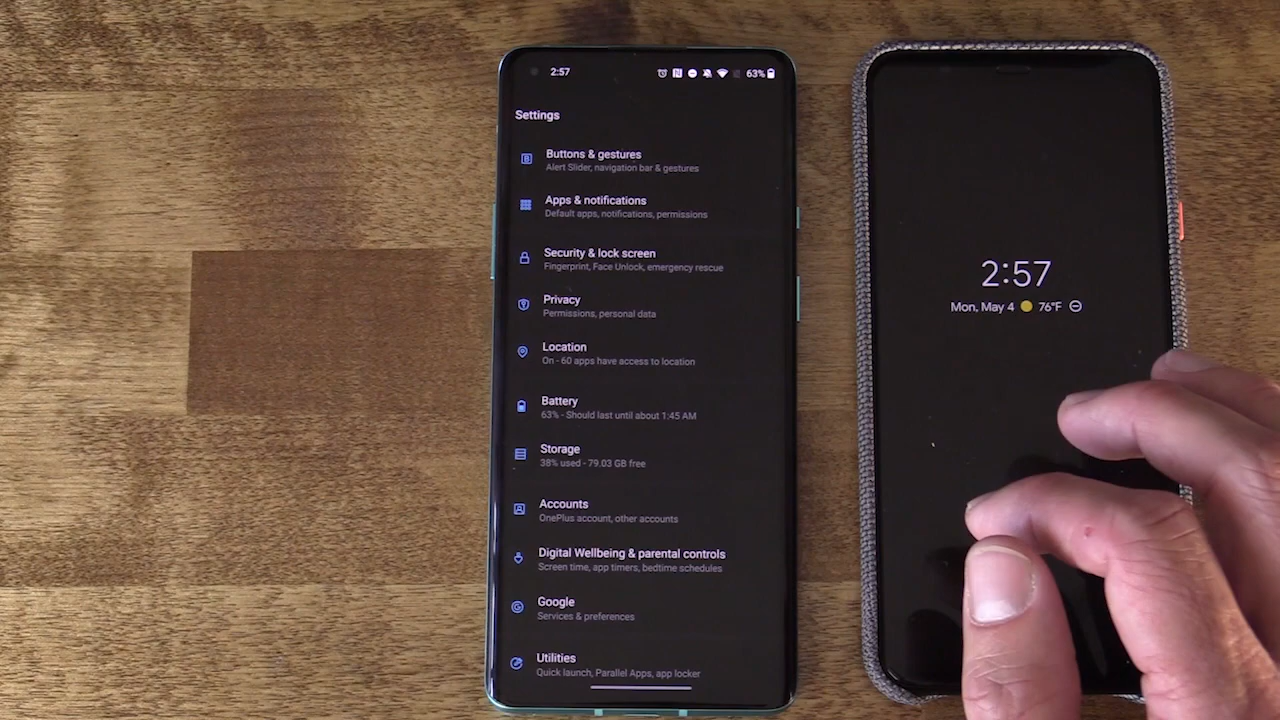 2:57
63%
Settings
Buttons & gestures
Alert Slider, navigation bar & gestures
Apps & notifications
Default apps, notifications, permissions
Security & lock screen
Fingerprint, Face Unlock, emergency rescue
Privacy
Permissions, personal data
Location
On - 60 apps have access to location
Battery
63% - Should last until about 1:45 AM
Storage
38% used - 79.03 GB free
Accounts
OnePlus account, other accounts
Digital Wellbeing & parental controls
Screen time, app timers, bedtime schedules
Google
Services & preferences
Utilities
Quick launch, Parallel Apps, app locker
2:57
Mon, May 4 76°F